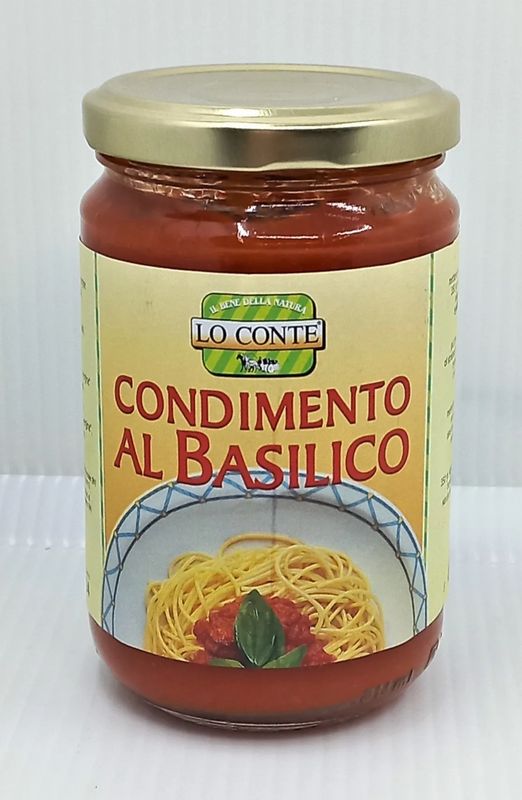 IL BENE DELLA NATURA
LO CONTE®
CONDIMENTO
AL BASILICO